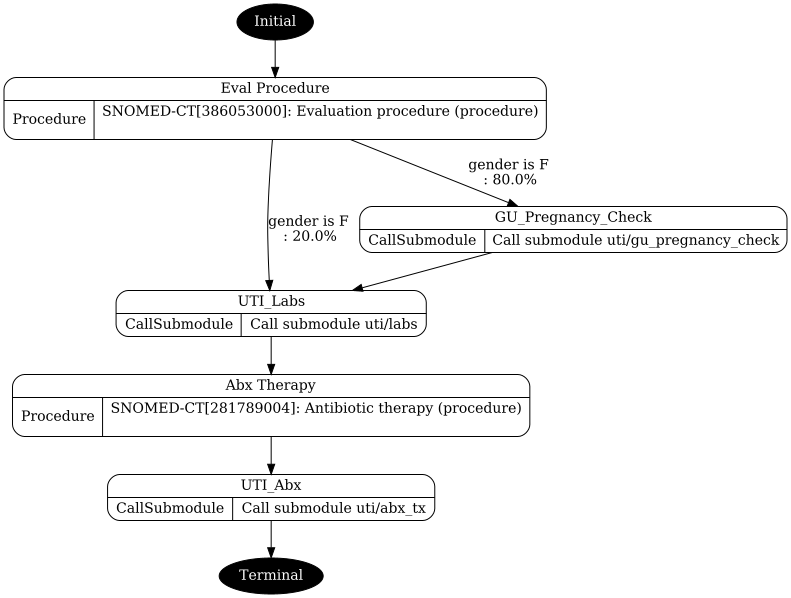 Initial
Eval Procedure
Procedure
SNOMED-CT[386053000]: Evaluation procedure (procedure)
gender is F
: 80.0%
gender is F
: 20.0%
GU_Pregnancy_Check
CallSubmodule
Call submodule uti/gu_pregnancy_check
UTI_Labs
CallSubmodule
Call submodule uti/labs
Abx Therapy
Procedure
SNOMED-CT[281789004]: Antibiotic therapy (procedure)
UTI_Abx
CallSubmodule
Call submodule uti/abx_tx
Terminal